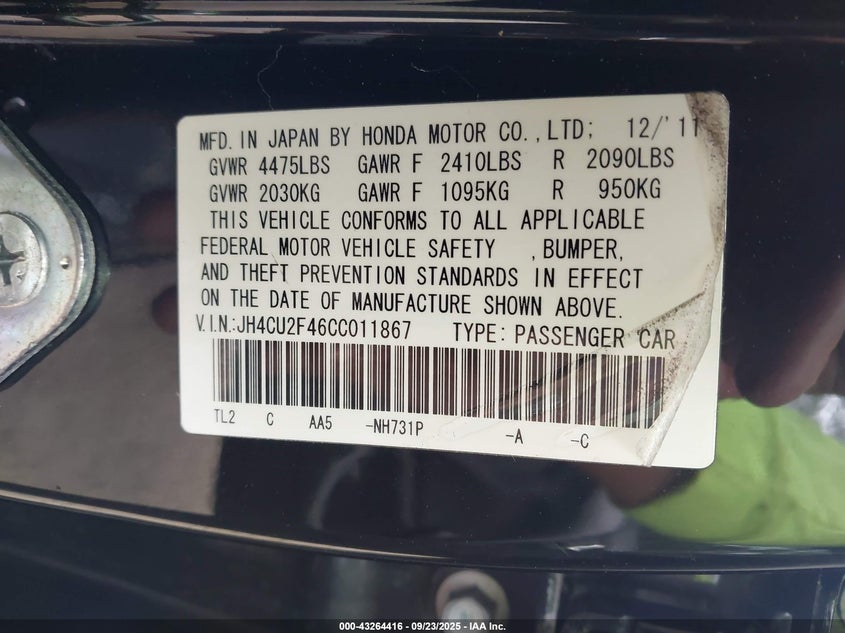 MFD. IN JAPAN BY HONDA MOTOR CO.,LTD; 12/'11
GVWR 4475LBS GAWR F 2410LBS R 2090LBS
GVWR 2030KG GAWR F 1095KG R 950KG
THIS VEHICLE CONFORMS TO ALL APPLICABLE
FEDERAL MOTOR VEHICLE SAFETY , BUMPER,
AND THEFT PREVENTION STANDARDS IN EFFECT
ON THE DATE OF MANUFACTURE SHOWN ABOVE.
V.I.N.:JH4CU2F46CC011867 TYPE: PASSENGER CAR
TL2 C AA5 -NH731P -A -C
000-43264416 - 09/23/2025 - IAA Inc.